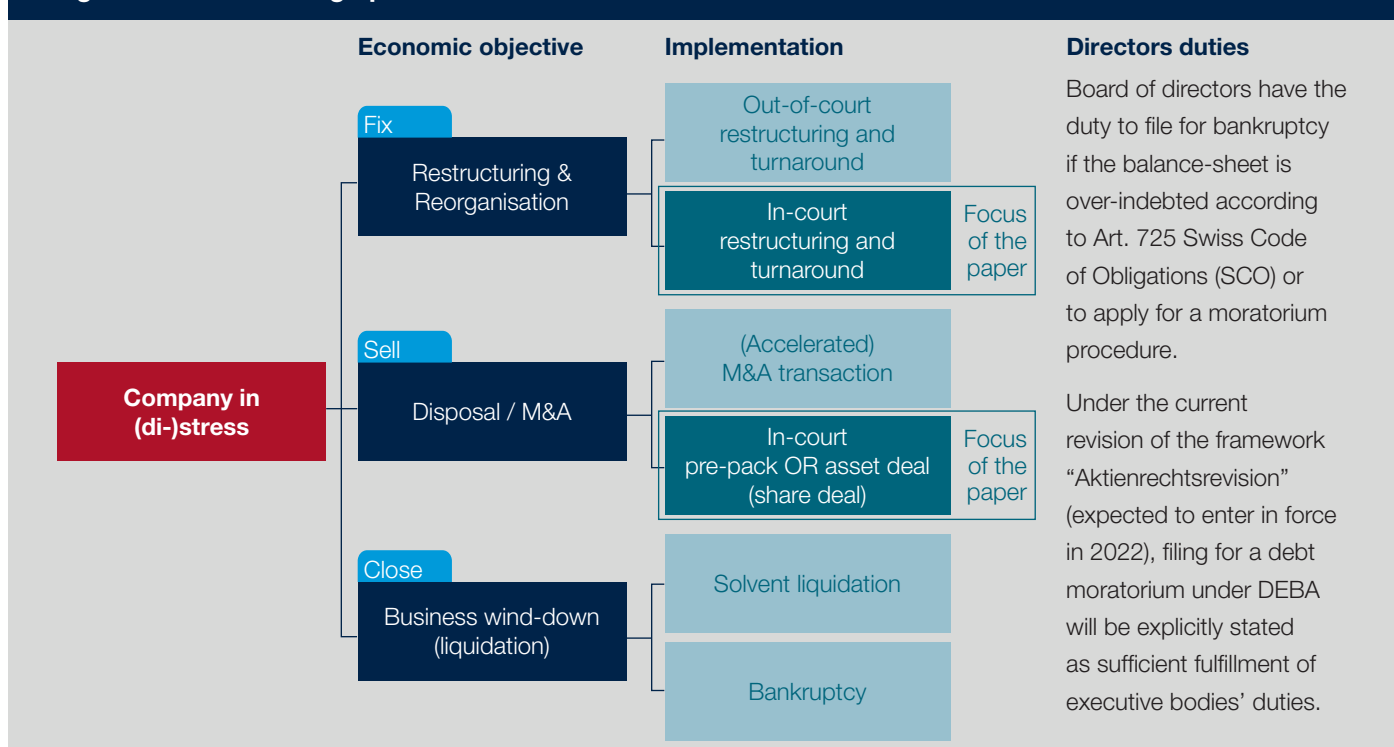 Economic objective
Implementation
Directors duties
Company in
(di-)stress
Fix
Restructuring &
Reorganisation
Out-of-court
restructuring and
turnaround
In-court
restructuring and
turnaround
Focus
of the
paper
Sell
Disposal / M&A
(Accelerated)
M&A transaction
In-court
pre-pack OR asset deal
(share deal)
Focus
of the
paper
Close
Business wind-down
(liquidation)
Solvent liquidation
Bankruptcy
Board of directors have the
duty to file for bankruptcy
if the balance-sheet is
over-indebted according
to Art. 725 Swiss Code
of Obligations (SCO) or
to apply for a moratorium
procedure.
Under the current
revision of the framework
“Aktienrechtsrevision”
(expected to enter in force
in 2022), filing for a debt
moratorium under DEBA
will be explicitly stated
as sufficient fulfillment of
executive bodies’ duties.